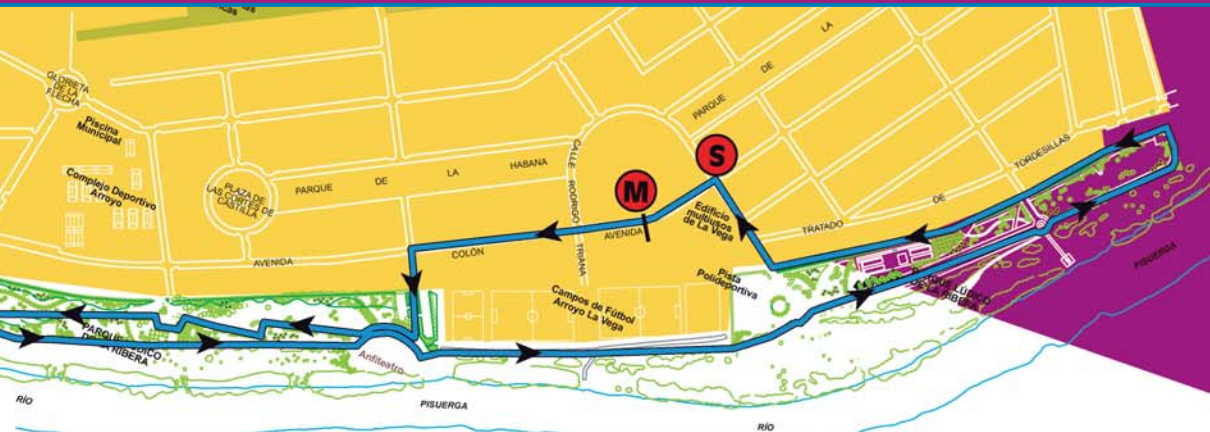 icas
GLORIETA
DE LA
FLECHA
Piscina
Municipal
Complejo Deportivo
Arroyo
PLAZA DE
LAS CORTES DE
CASTILLA
PARQUE DE LA HABANA
CALLE RODRIGO TRIANA
PARQUE DE LA
S
M
Edificio
multiusos
de La Vega
AVENIDA COLÓN AVENIDA
TRATADO DE TORDESILLAS
Pista
Polideportiva
Campos de Fútbol
Arroyo La Vega
PARQUE LÚDICO
DE LA RIBERA
Anfiteatro
PARQUE LÚDICO
DE LA RIBERA
PISUERGA
RÍO
PISUERGA
RÍO